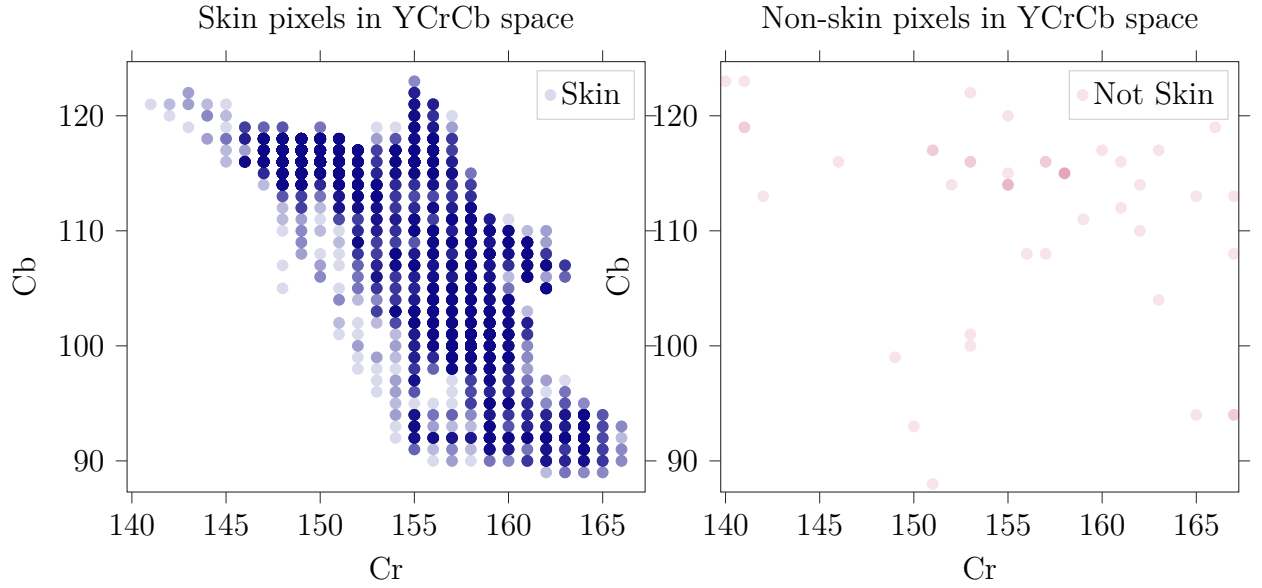 Skin pixels in YCrCb space
Skin
120
110
100
90
140 145 150 155 160 165
Cr
Cb
Non-skin pixels in YCrCb space
Not Skin
120
110
100
90
140 145 150 155 160 165
Cr
Cb